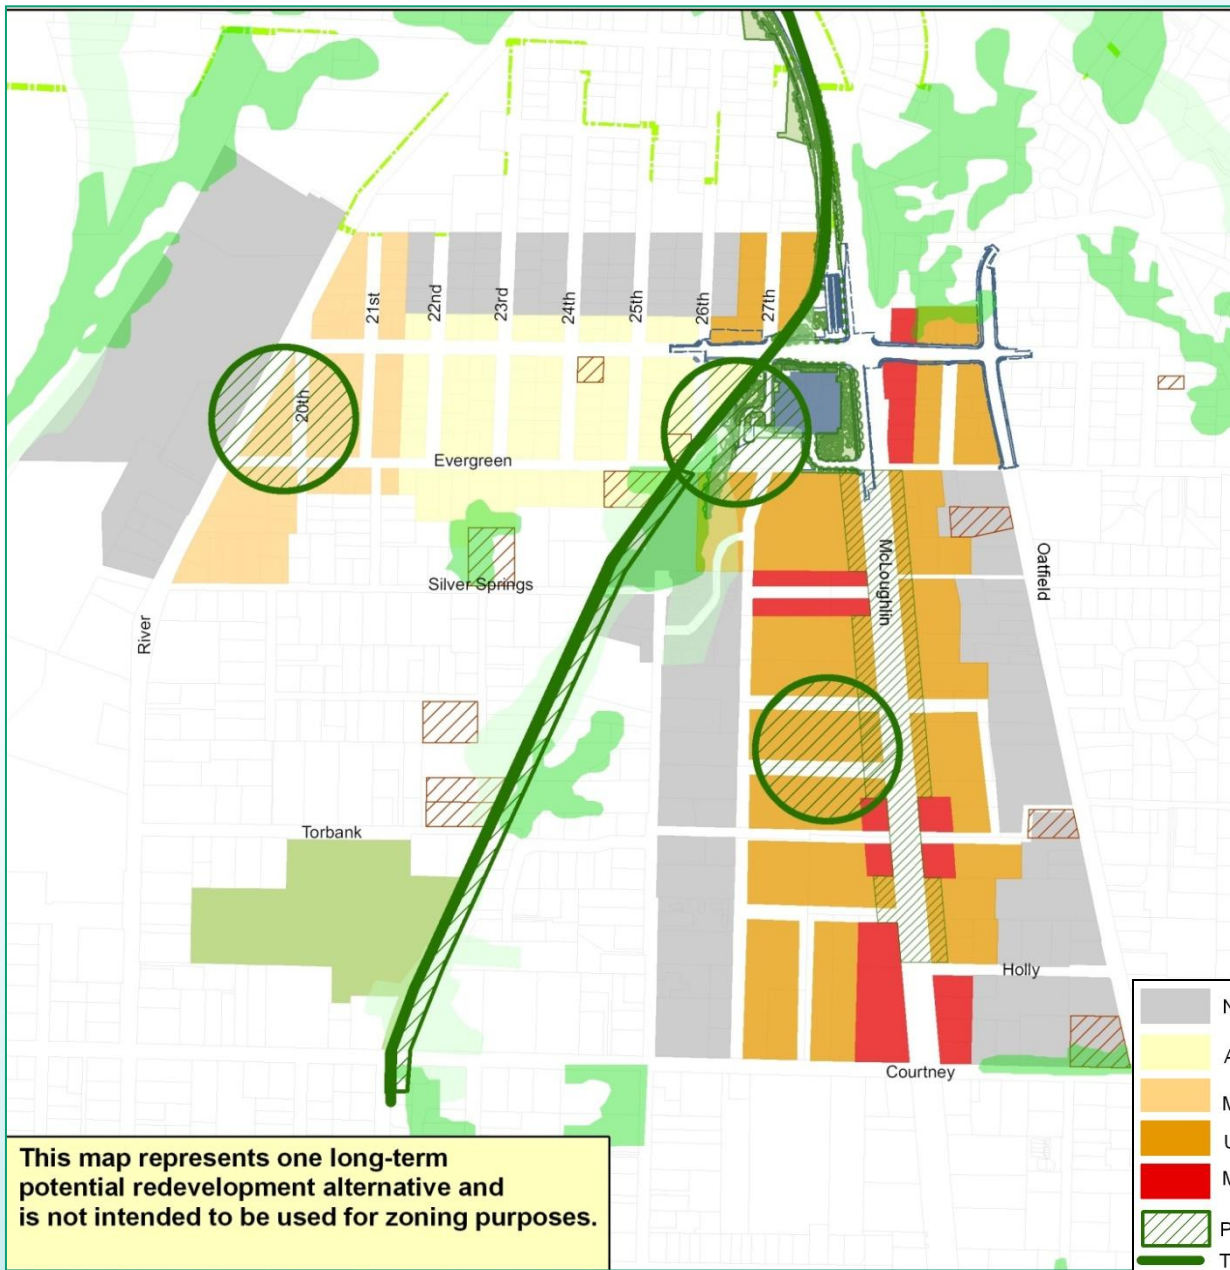 21st
22nd
23rd
24th
25th
26th
27th
20th
Evergreen
McLoughlin
Oatfield
Silver Springs
River
Torbank
Holly
Courtney
N
A
M
U
M
P
T
This map represents one long-term
potential redevelopment alternative and
is not intended to be used for zoning purposes.